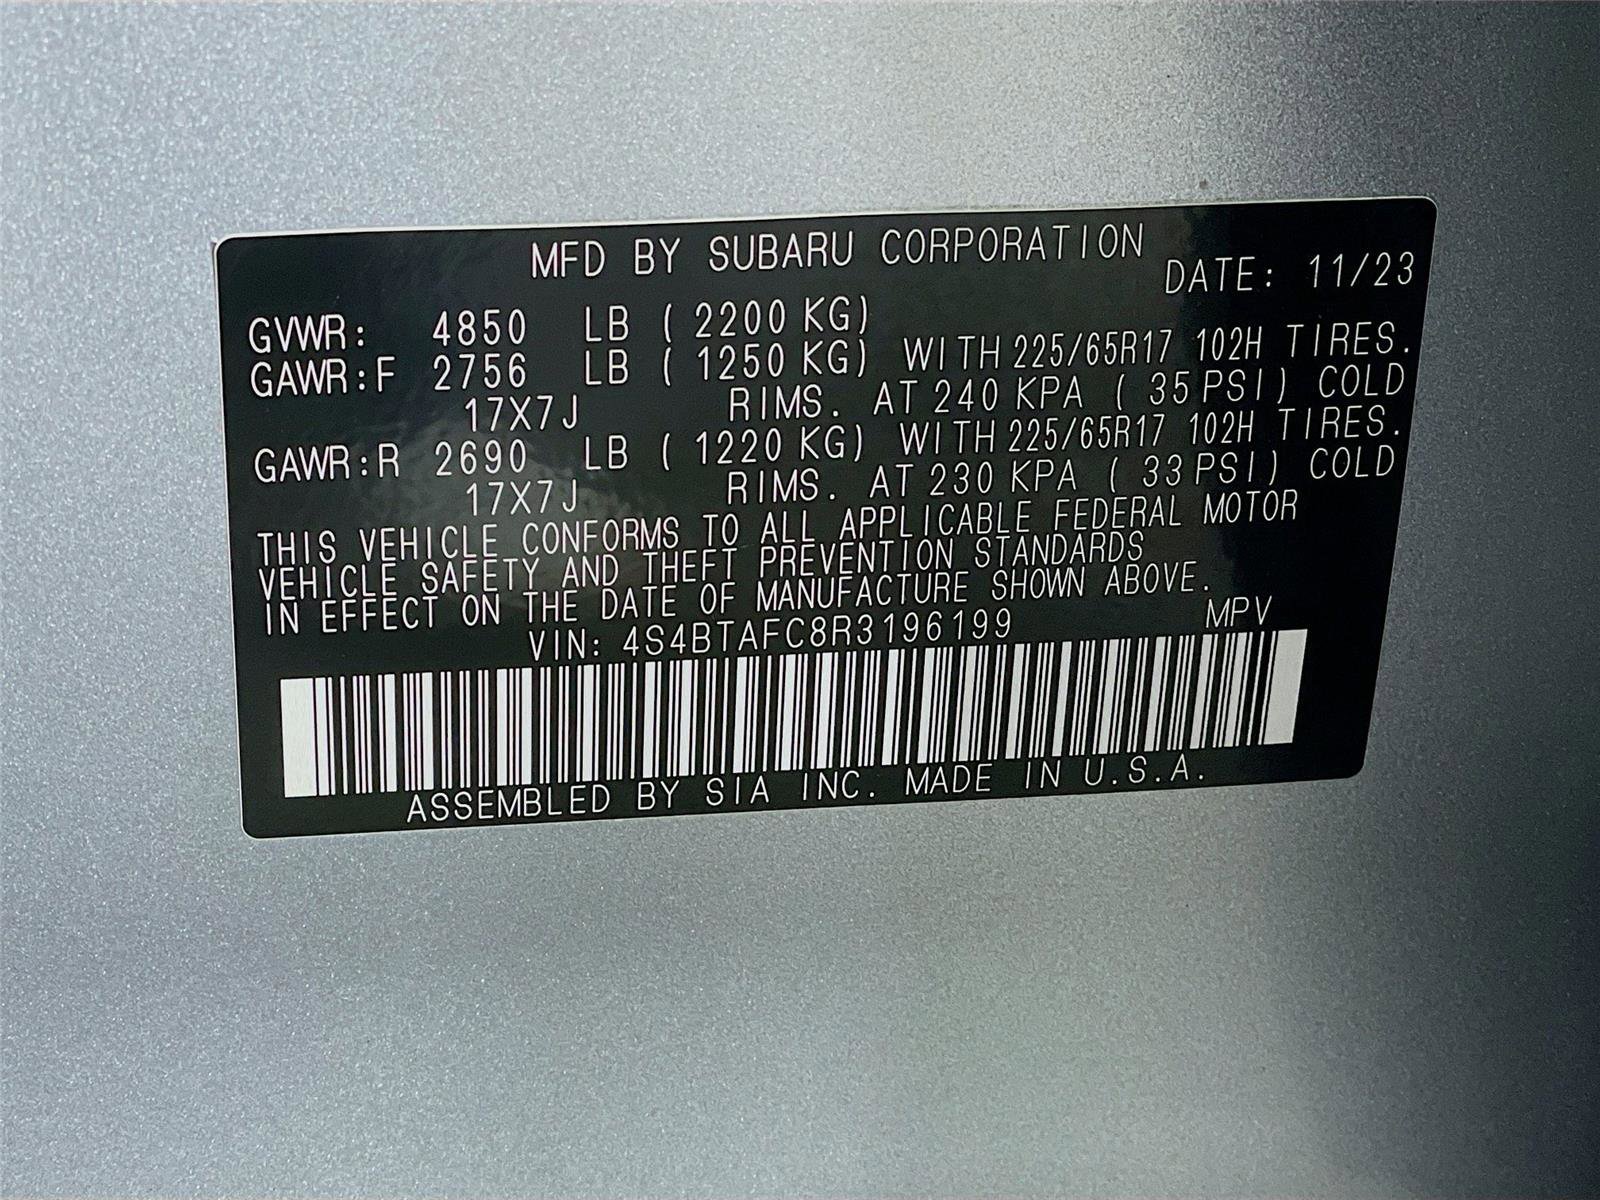 MFD BY SUBARU CORPORATION
DATE: 11/23
GVWR: 4850 LB ( 2200 KG)
GAWR:F 2756 LB ( 1250 KG) WITH 225/65R17 102H TIRES.
17X7J RIMS. AT 240 KPA ( 35 PSI) COLD
GAWR:R 2690 LB ( 1220 KG) WITH 225/65R17 102H TIRES.
17X7J RIMS. AT 230 KPA ( 33 PSI) COLD
THIS VEHICLE CONFORMS TO ALL APPLICABLE FEDERAL MOTOR
VEHICLE SAFETY AND THEFT PREVENTION STANDARDS
IN EFFECT ON THE DATE OF MANUFACTURE SHOWN ABOVE.
VIN: 4S4BTAFC8R3196199 MPV
ASSEMBLED BY SIA INC. MADE IN U.S.A.